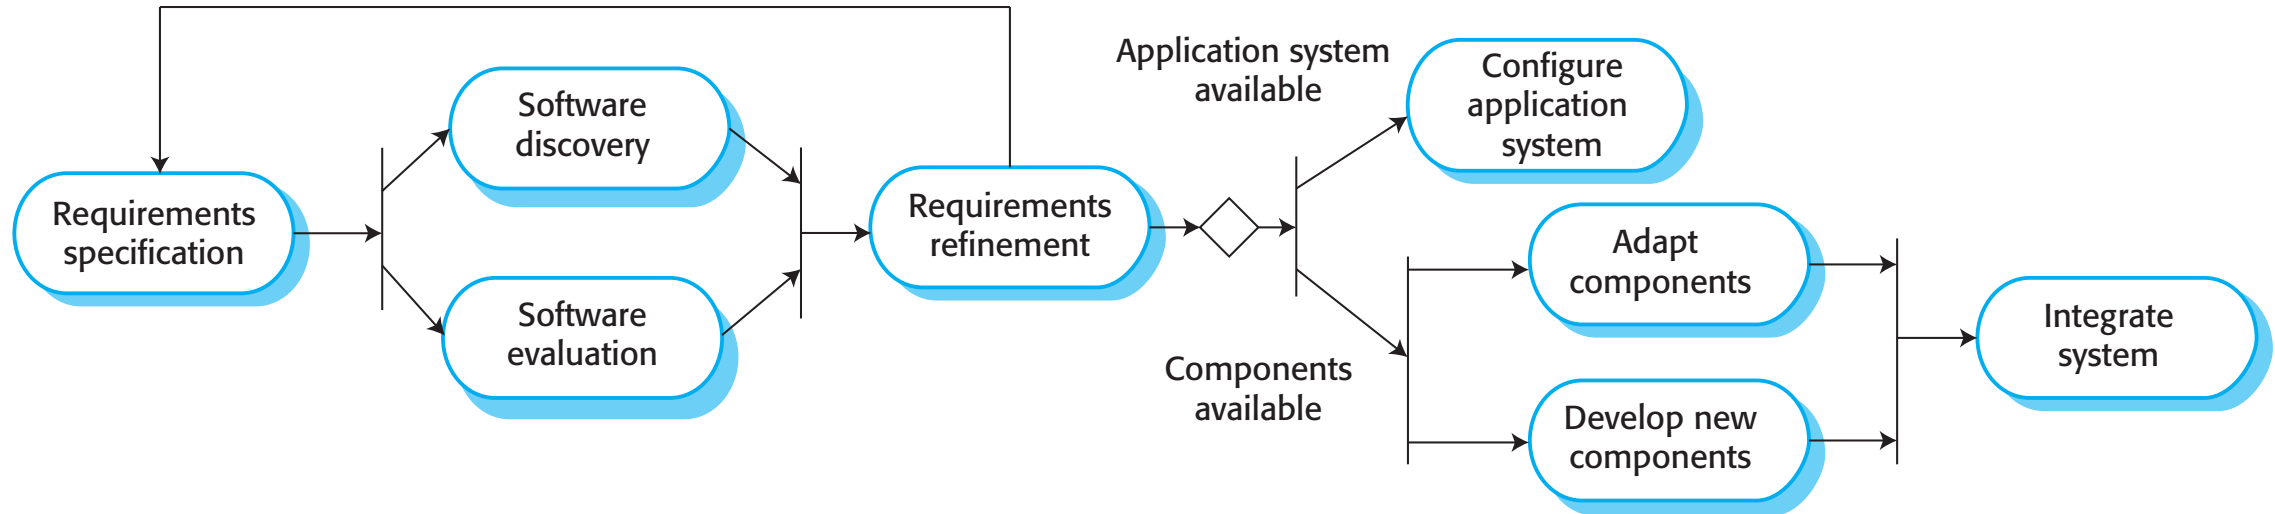 Requirements
specification
Software
discovery
Software
evaluation
Requirements
refinement
Application system
available
Components
available
Configure
application
system
Adapt
components
Develop new
components
Integrate
system